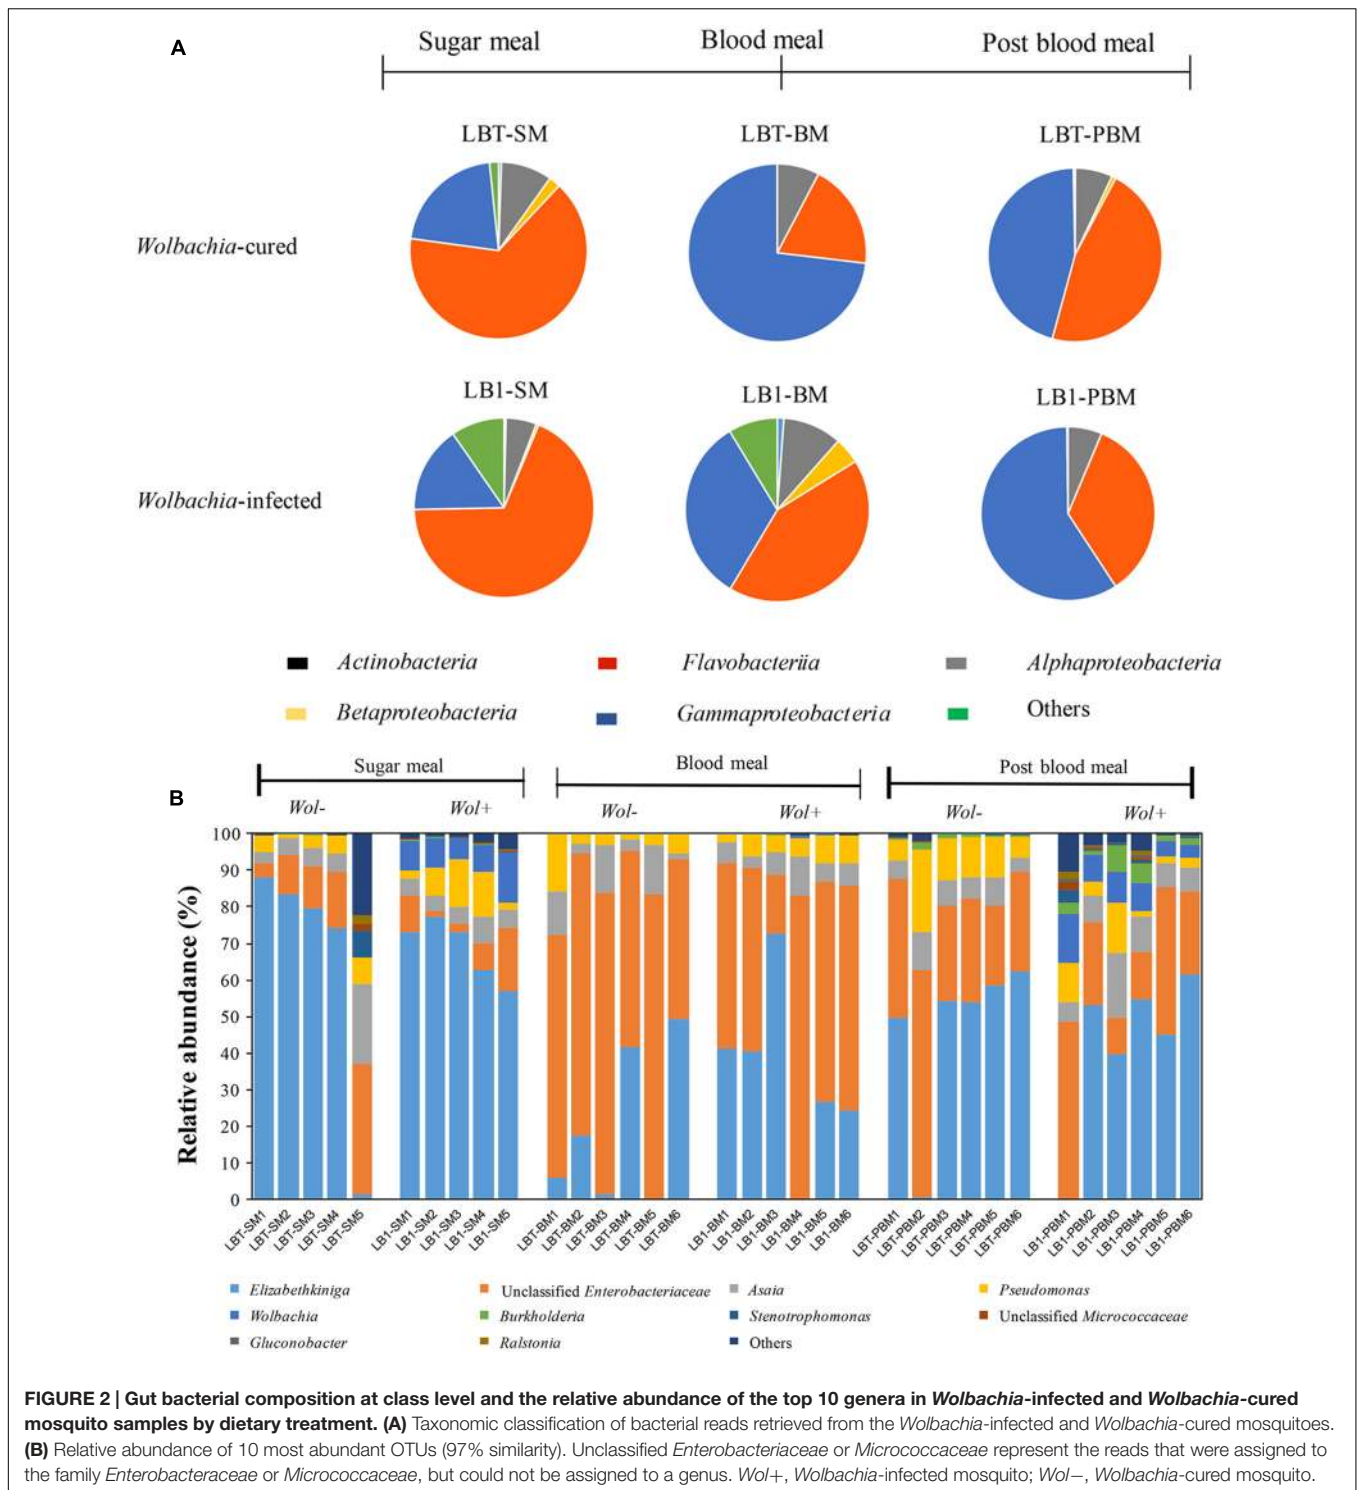 A
Sugar meal Blood meal Post blood meal
LBT-SM LBT-BM LBT-PBM
Wolbachia-cured
LB1-SM LB1-BM LB1-PBM
Wolbachia-infected
Actinobacteria Flavobacteriia Alphaproteobacteria
Betaproteobacteria Gammaproteobacteria Others
B
Sugar meal Blood meal Post blood meal
Wol- Wol+ Wol- Wol+ Wol- Wol+
Relative abundance (%)
100
90
80
70
60
50
40
30
20
10
0
LBT-SM1 LBT-SM2 LBT-SM3 LBT-SM4 LBT-SM5 LB1-SM1 LB1-SM2 LB1-SM3 LB1-SM4 LB1-SM5 LBT-BM1 LBT-BM2 LBT-BM3 LBT-BM4 LBT-BM5 LBT-BM6 LB1-BM1 LB1-BM2 LB1-BM3 LB1-BM4 LB1-BM5 LB1-BM6 LBT-PBM1 LBT-PBM2 LBT-PBM3 LBT-PBM4 LBT-PBM5 LBT-PBM6 LB1-PBM1 LB1-PBM2 LB1-PBM3 LB1-PBM4 LB1-PBM5 LB1-PBM6
Elizabethkiniga Unclassified Enterobacteriaceae Asaia Pseudomonas
Wolbachia Burkholderia Stenotrophomonas Unclassified Micrococcaceae
Gluconobacter Ralstonia Others
FIGURE 2 | Gut bacterial composition at class level and the relative abundance of the top 10 genera in Wolbachia-infected and Wolbachia-cured
mosquito samples by dietary treatment. (A) Taxonomic classification of bacterial reads retrieved from the Wolbachia-infected and Wolbachia-cured mosquitoes.
(B) Relative abundance of 10 most abundant OTUs (97% similarity). Unclassified Enterobacteriaceae or Micrococcaceae represent the reads that were assigned to
the family Enterobacteraceae or Micrococcaceae, but could not be assigned to a genus. Wol+, Wolbachia-infected mosquito; Wol−, Wolbachia-cured mosquito.